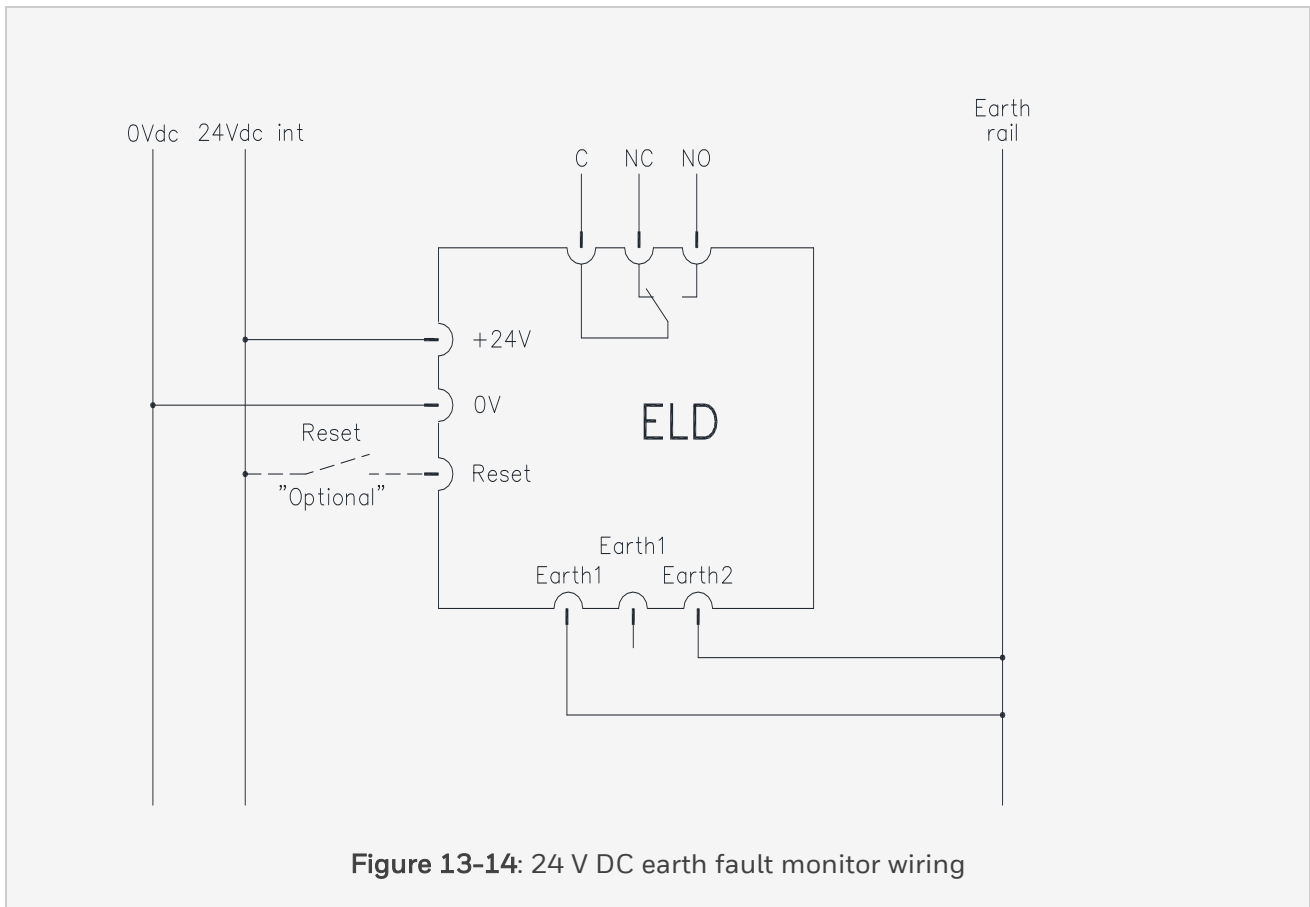 Earth
rail
0Vdc 24Vdc int
C NC NO
+24V
0V
ELD
Reset
Reset
"Optional"
Earth1
Earth1 Earth2
Figure 13-14: 24 V DC earth fault monitor wiring